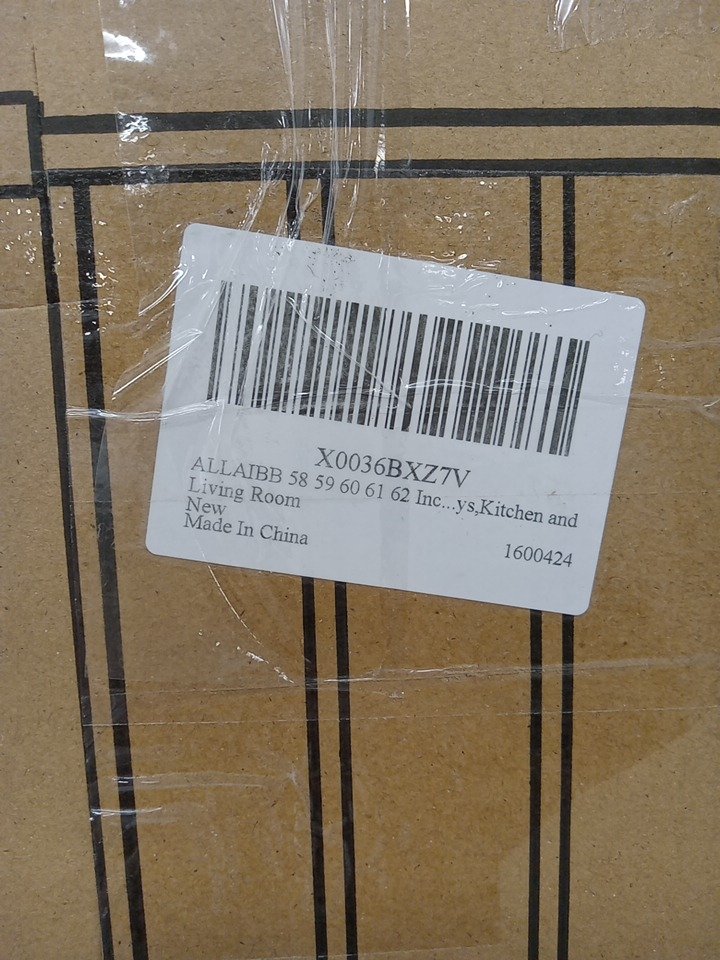 X0036BXZ7V
ALLAIBB 58 59 60 61 62 Inc...ys,Kitchen and
Living Room
New
Made In China
1600424